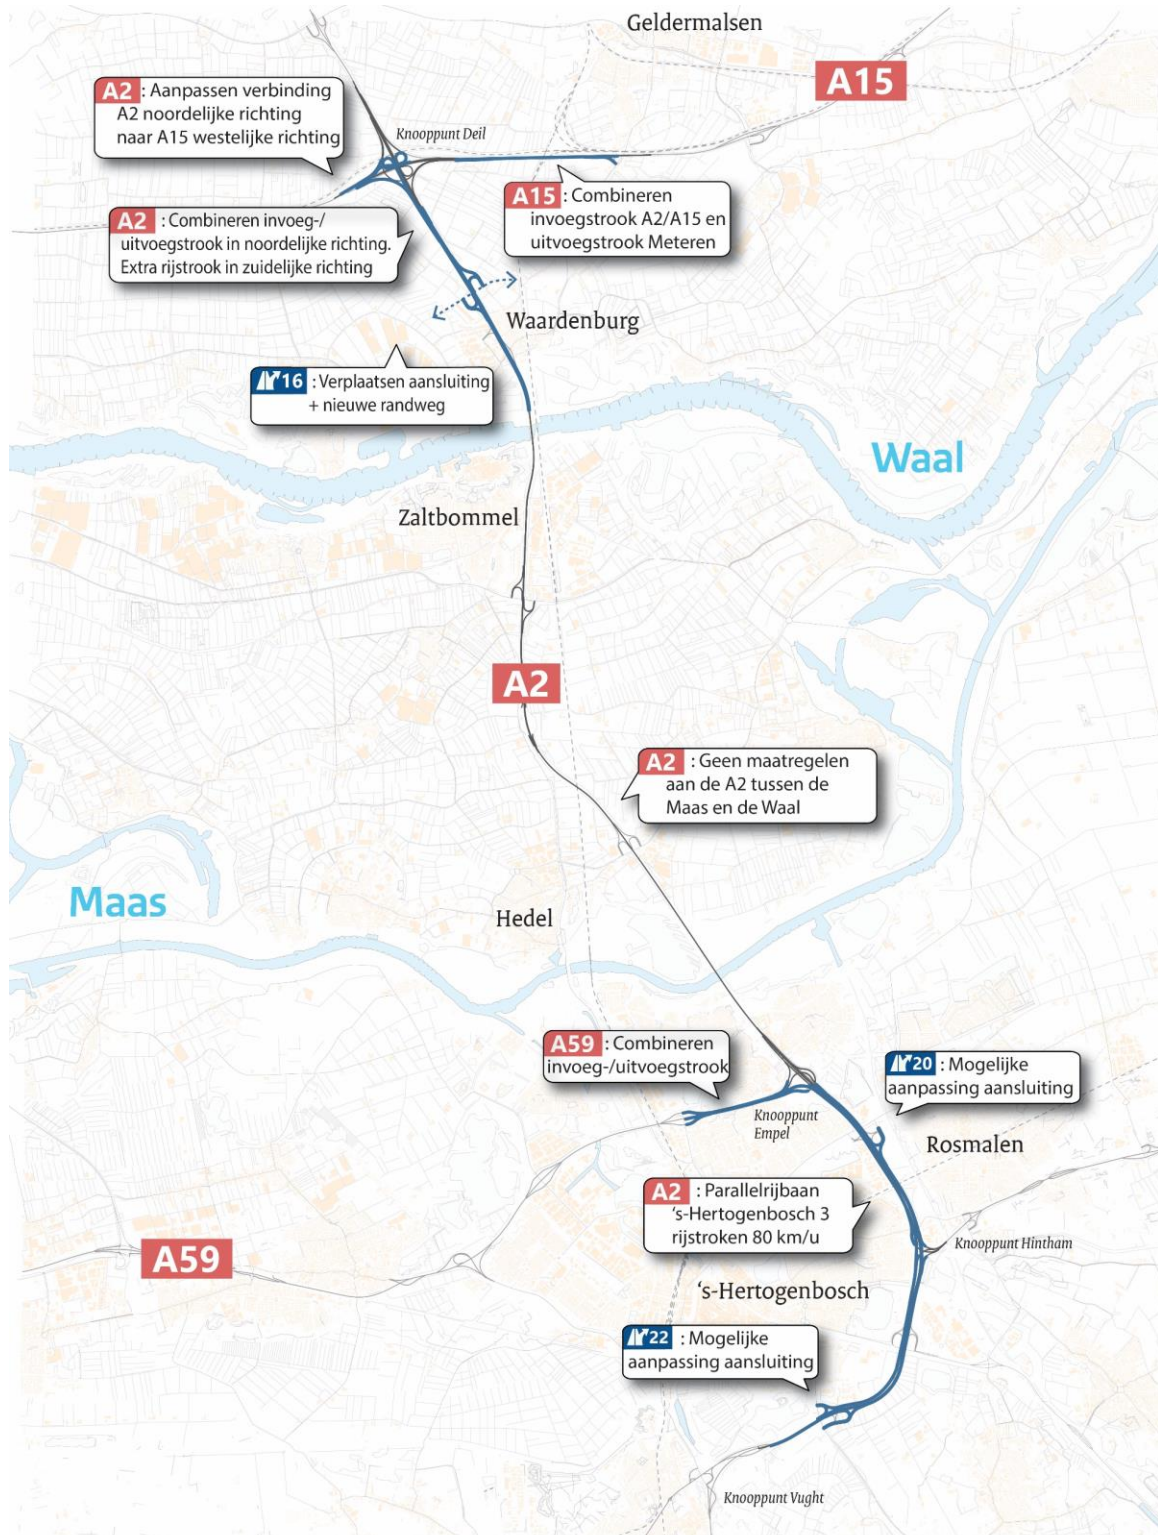 Geldermalsen
A15
A2 : Aanpassen verbinding
A2 noordelijke richting
naar A15 westelijke richting
Knooppunt Deil
A15 : Combineren
invoegstrook A2/A15 en
uitvoegstrook Meteren
A2 : Combineren invoeg-/
uitvoegstrook in noordelijke richting.
Extra rijstrook in zuidelijke richting
Waardenburg
16 : Verplaatsen aansluiting
+ nieuwe randweg
Waal
Zaltbommel
A2
A2 : Geen maatregelen
aan de A2 tussen de
Maas en de Waal
Maas
Hedel
A59 : Combineren
invoeg-/uitvoegstrook
20 : Mogelijke
aanpassing aansluiting
Knooppunt
Empel
Rosmalen
A2 : Parallelrijbaan
‘s-Hertogenbosch 3
rijstroken 80 km/u
Knooppunt Hintham
A59
‘s-Hertogenbosch
22 : Mogelijke
aanpassing aansluiting
Knooppunt Vught